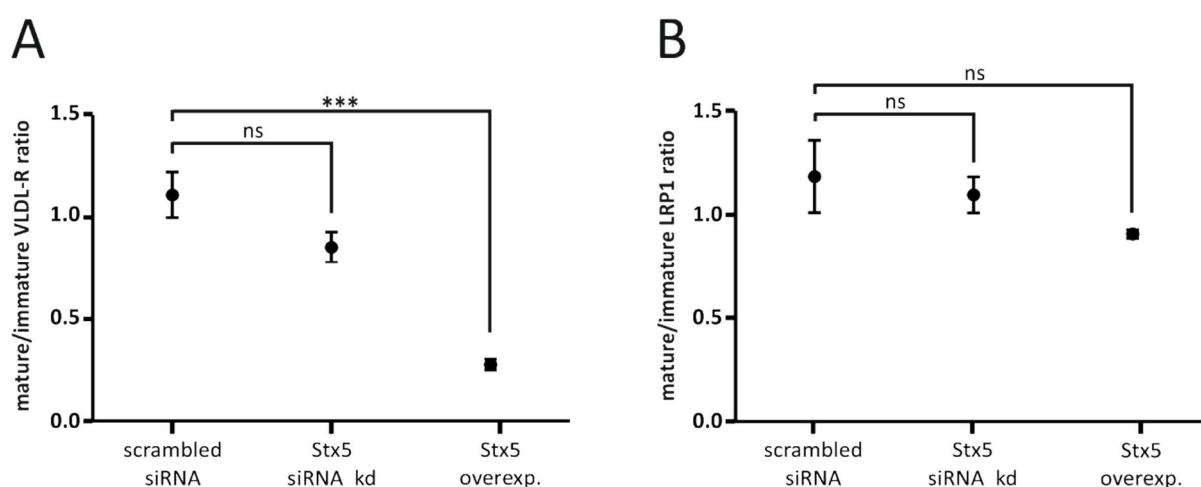 A
mature/immature VLDL-R ratio
1.5
1.0
0.5
0.0
***
ns
scrambled
siRNA
Stx5
siRNA kd
Stx5
overexp.
B
mature/immature LRP1 ratio
1.5
1.0
0.5
0.0
ns
ns
scrambled
siRNA
Stx5
siRNA kd
Stx5
overexp.